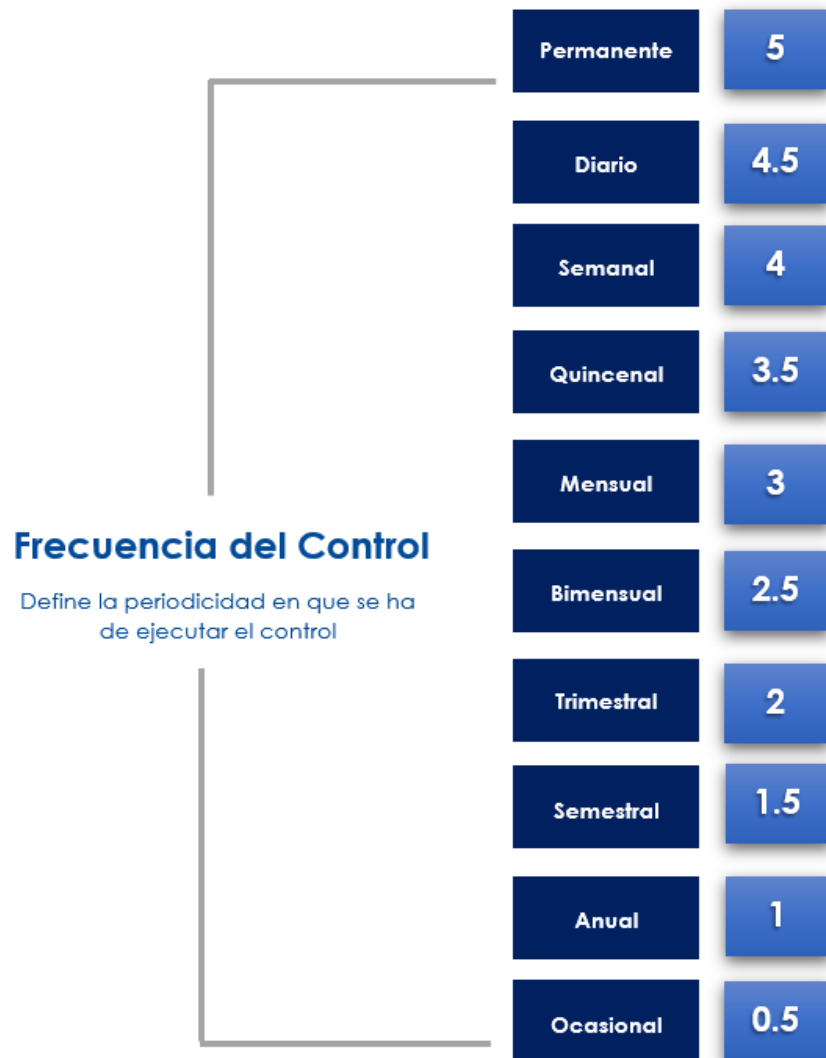 Permanente 5
Diario 4.5
Semanal 4
Quincenal 3.5
Mensual 3
Frecuencia del Control
Define la periodicidad en que se ha
de ejecutar el control
Bimensual 2.5
Trimestral 2
Semestral 1.5
Anual 1
Ocasional 0.5